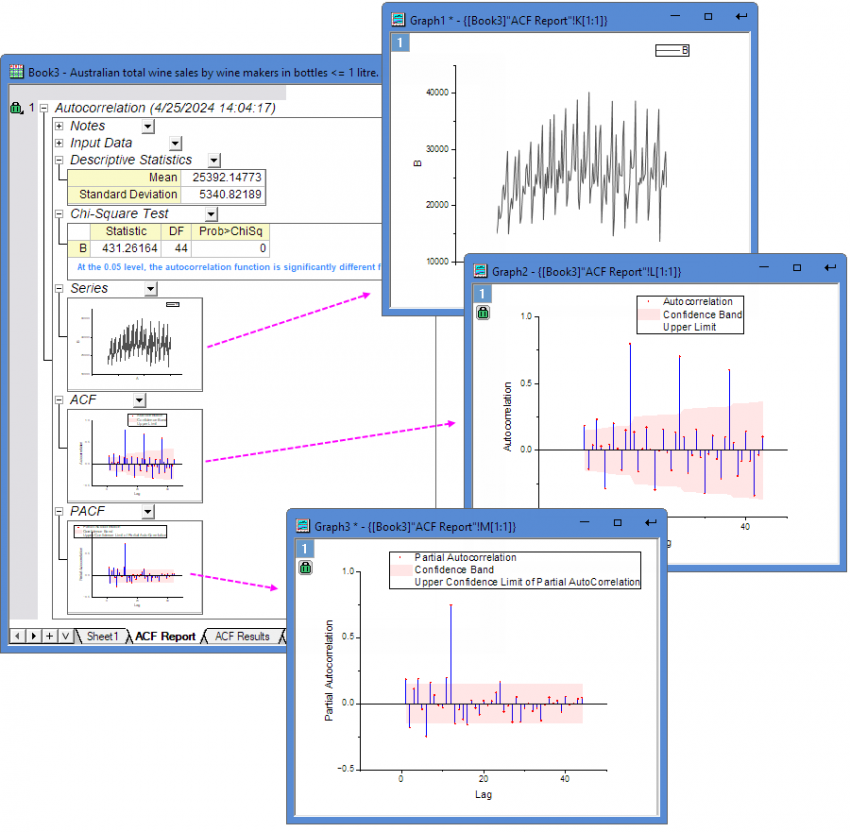 Graph1 * - {[Book3]"ACF Report"!K[1:1]}
1
B
40000
30000
20000
10000
B
Book3 - Australian total wine sales by wine makers in bottles <= 1 litre.
1
Autocorrelation (4/25/2024 14:04:17)
Notes
Input Data
Descriptive Statistics
Mean 25392.14773
Standard Deviation 5340.82189
Chi-Square Test
Statistic DF Prob>ChiSq
B 431.26164 44 0
At the 0.05 level, the autocorrelation function is significantly different f
Series
ACF
PACF
Sheet1 ACF Report ACF Results
Graph2 - {[Book3]"ACF Report"!L[1:1]}
1
Autocorrelation
Confidence Band
Upper Limit
1.0
0.5
0.0
Autocorrelation
40
Graph3 * - {[Book3]"ACF Report"!M[1:1]}
1
Partial Autocorrelation
Confidence Band
Upper Confidence Limit of Partial AutoCorrelation
1.0
0.5
0.0
−0.5
Partial Autocorrelation
0 20 40
Lag